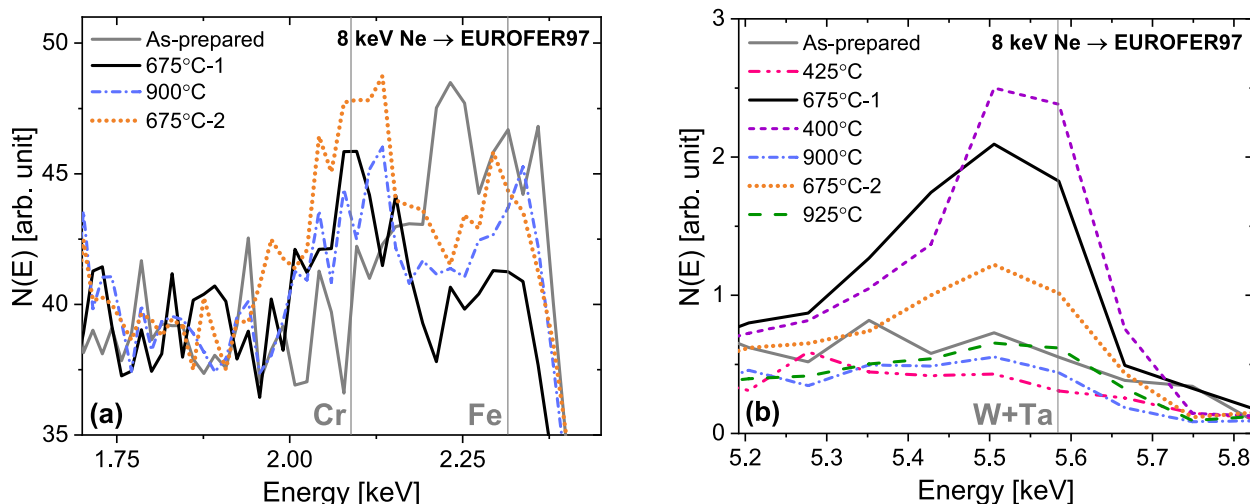 50
45
40
35
N(E) [arb. unit]
As-prepared
675°C-1
900°C
675°C-2
8 keV Ne → EUROFER97
(a)
Cr
Fe
1.75
2.00
2.25
Energy [keV]
3
2
1
0
N(E) [arb. unit]
As-prepared
425°C
675°C-1
400°C
900°C
675°C-2
925°C
8 keV Ne → EUROFER97
(b)
W+Ta
5.2
5.3
5.4
5.5
5.6
5.7
5.8
Energy [keV]